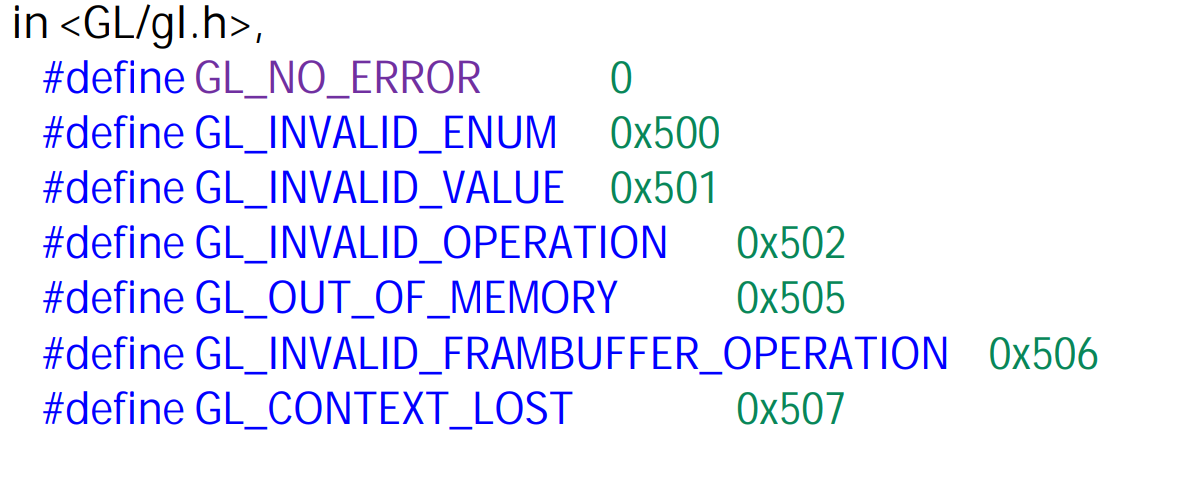 in <GL/gl.h>,
#define GL_NO_ERROR 0
#define GL_INVALID_ENUM 0x500
#define GL_INVALID_VALUE 0x501
#define GL_INVALID_OPERATION 0x502
#define GL_OUT_OF_MEMORY 0x505
#define GL_INVALID_FRAMBUFFER_OPERATION 0x506
#define GL_CONTEXT_LOST 0x507